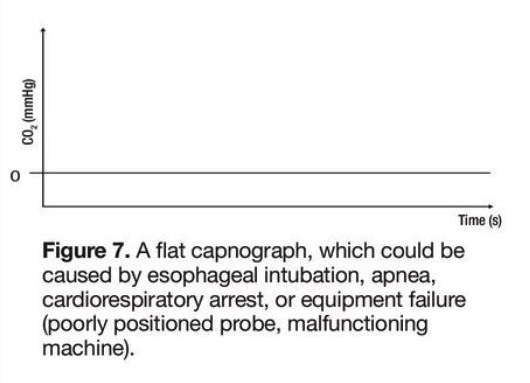 CO₂ (mmHg)
0
Time (s)
Figure 7. A flat capnograph, which could be
caused by esophageal intubation, apnea,
cardiorespiratory arrest, or equipment failure
(poorly positioned probe, malfunctioning
machine).